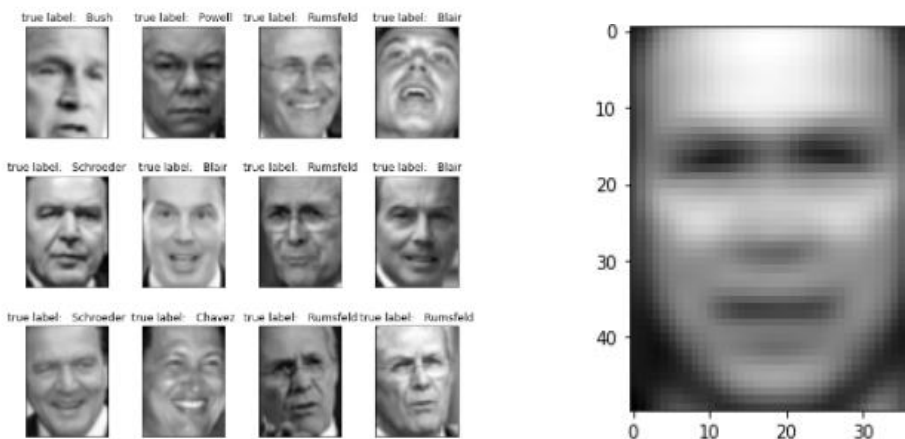 true label: Bush true label: Powell true label: Rumsfeld true label: Blair
true label: Schroeder true label: Blair true label: Rumsfeld true label: Blair
true label: Schroeder true label: Chavez true label: Rumsfeld true label: Rumsfeld
0
10
20
30
40
0 10 20 30